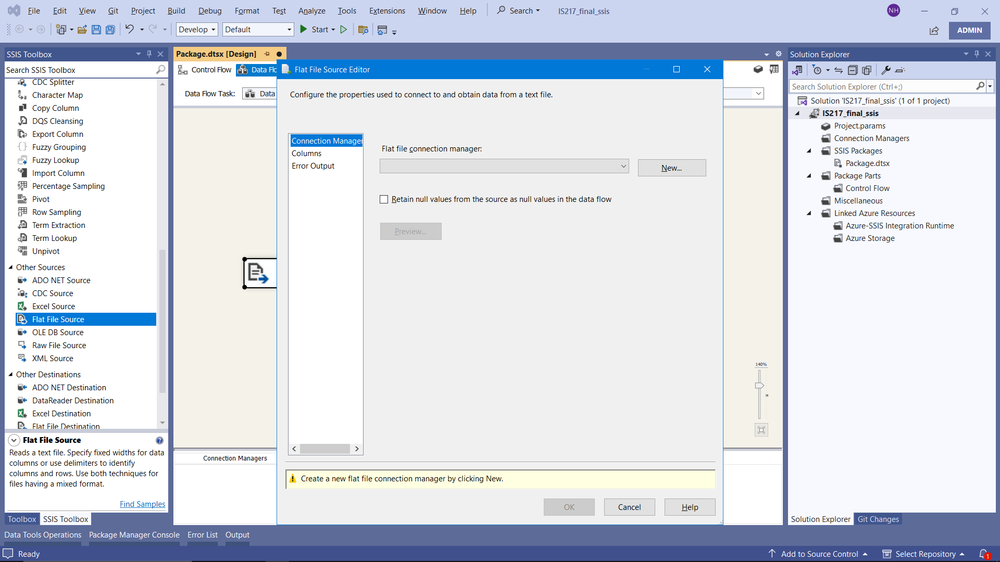 File Edit View Git Project Build Debug Format Test Analyze Tools Extensions Window Help Search IS217_final_ssis NH
Develop Default Start ADMIN
SSIS Toolbox
Search SSIS Toolbox
CDC Splitter
Character Map
Copy Column
DQS Cleansing
Export Column
Fuzzy Grouping
Fuzzy Lookup
Import Column
Percentage Sampling
Pivot
Row Sampling
Term Extraction
Term Lookup
Unpivot
Other Sources
ADO NET Source
CDC Source
Excel Source
Flat File Source
OLE DB Source
Raw File Source
XML Source
Other Destinations
ADO NET Destination
DataReader Destination
Excel Destination
Flat File Destination
Flat File Source
Reads a text file. Specify fixed widths for data
columns or use delimiters to identify
columns and rows. Use both techniques for
files having a mixed format.
Find Samples
Toolbox SSIS Toolbox
Package.dtsx [Design]
Control Flow Data Flo
Data Flow Task: Data
140%
Connection Managers
Flat File Source Editor
Configure the properties used to connect to and obtain data from a text file.
Connection Manager
Columns
Error Output
Flat file connection manager:
New...
Retain null values from the source as null values in the data flow
Preview...
Create a new flat file connection manager by clicking New.
OK Cancel Help
Solution Explorer
Search Solution Explorer (Ctrl+;)
Solution 'IS217_final_ssis' (1 of 1 project)
IS217_final_ssis
Project.params
Connection Managers
SSIS Packages
Package.dtsx
Package Parts
Control Flow
Miscellaneous
Linked Azure Resources
Azure-SSIS Integration Runtime
Azure Storage
Solution Explorer Git Changes
Data Tools Operations Package Manager Console Error List Output
Ready Add to Source Control Select Repository 1